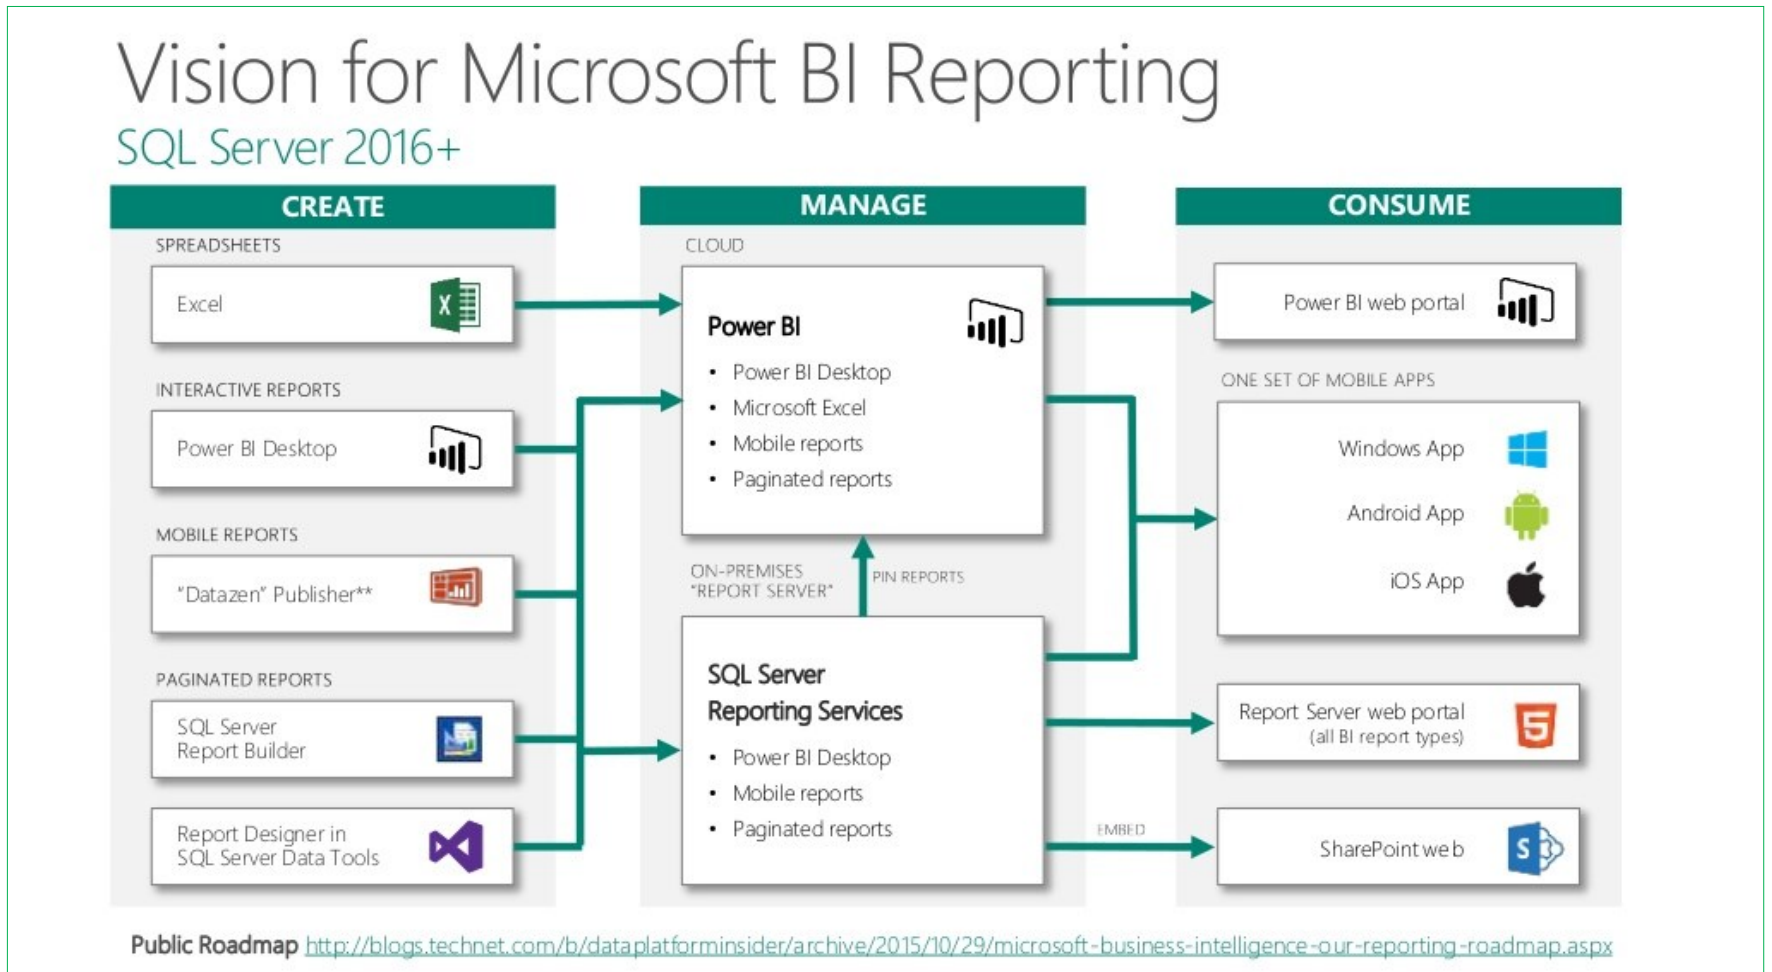 Vision for Microsoft BI Reporting
SQL Server 2016+
CREATE
SPREADSHEETS
Excel
X
INTERACTIVE REPORTS
Power BI Desktop
MOBILE REPORTS
"Datazen" Publisher**
PAGINATED REPORTS
SQL Server
Report Builder
Report Designer in
SQL Server Data Tools
MANAGE
CLOUD
Power BI
• Power BI Desktop
• Microsoft Excel
• Mobile reports
• Paginated reports
ON-PREMISES
"REPORT SERVER"
PIN REPORTS
SQL Server
Reporting Services
• Power BI Desktop
• Mobile reports
• Paginated reports
EMBED
CONSUME
Power BI web portal
ONE SET OF MOBILE APPS
Windows App
Android App
iOS App
Report Server web portal
(all BI report types)
5
SharePoint web
S
Public Roadmap http://blogs.technet.com/b/dataplatforminsider/archive/2015/10/29/microsoft-business-intelligence-our-reporting-roadmap.aspx